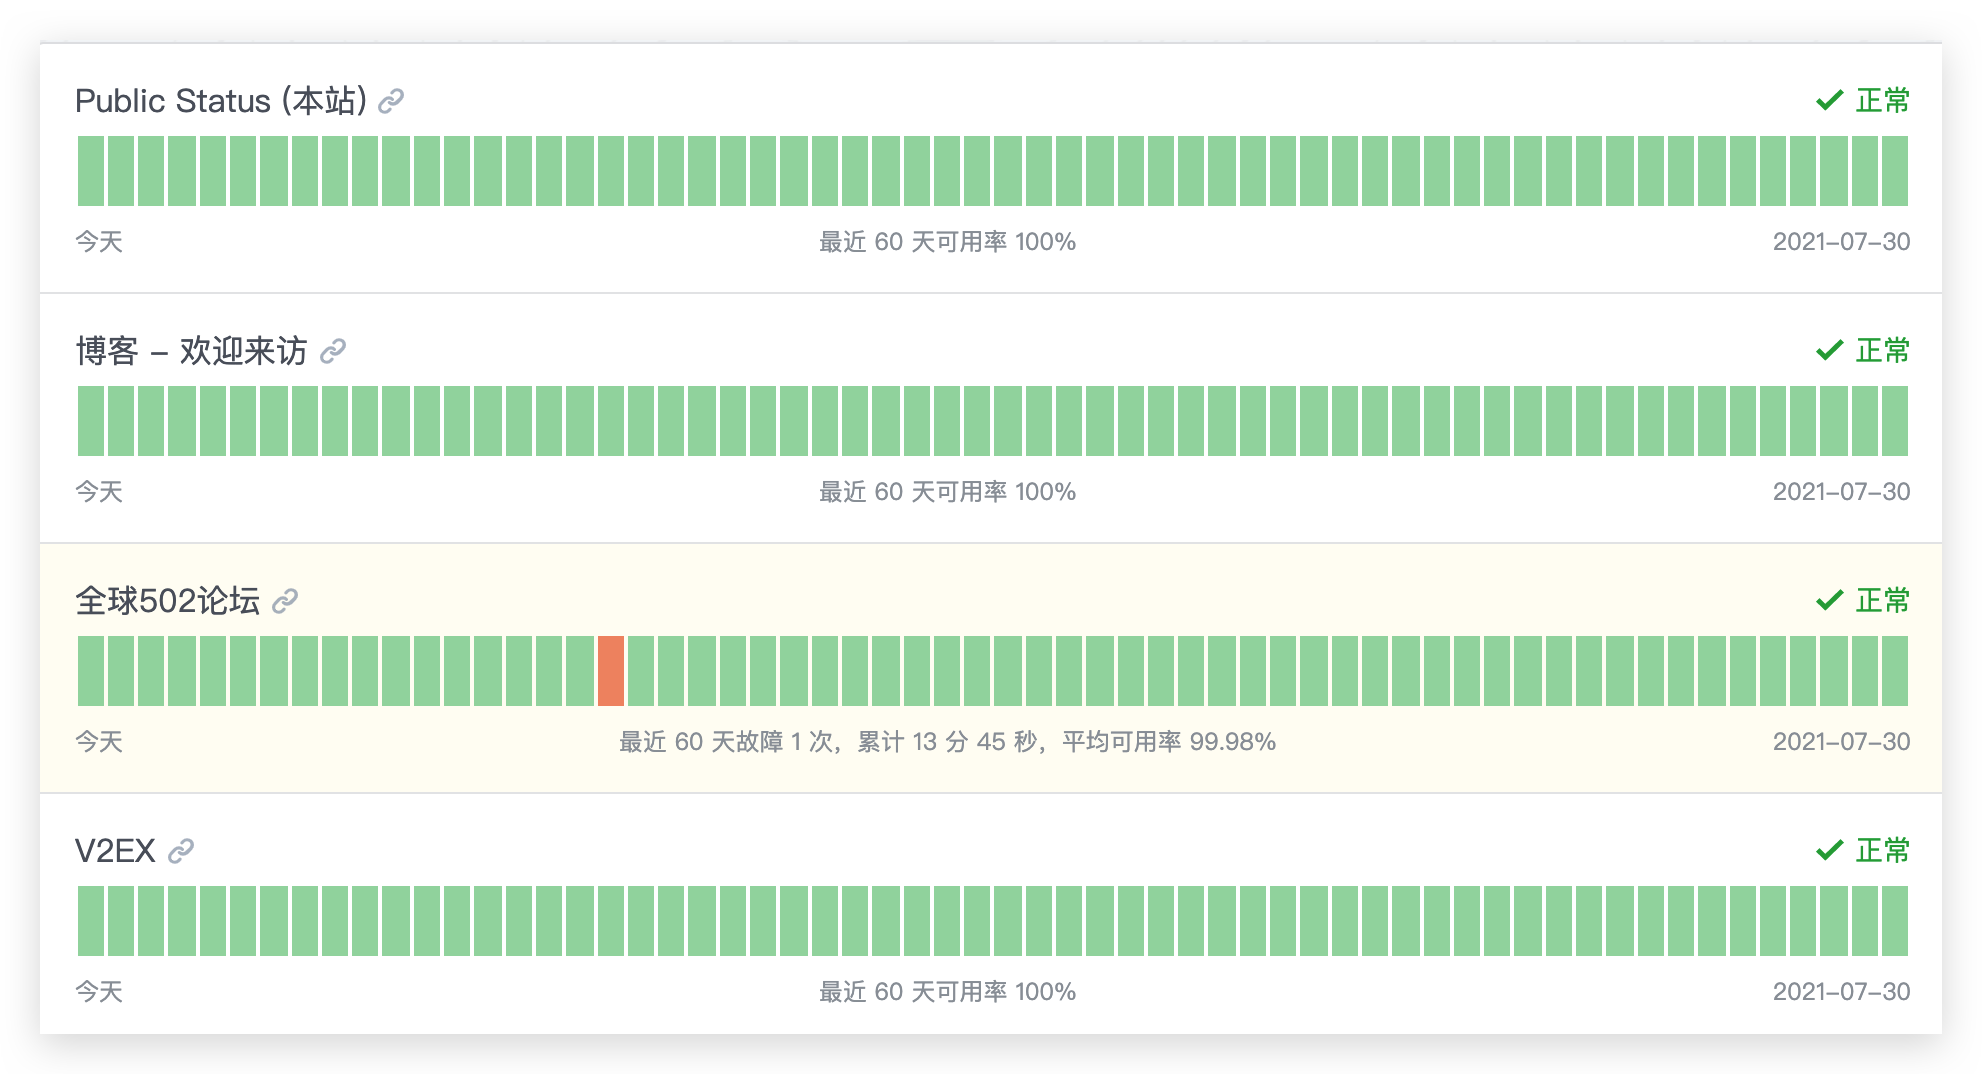 Public Status (本站)
正常
今天
最近 60 天可用率 100%
2021-07-30
博客 - 欢迎来访
正常
今天
最近 60 天可用率 100%
2021-07-30
全球502论坛
正常
今天
最近 60 天故障 1 次，累计 13 分 45 秒，平均可用率 99.98%
2021-07-30
V2EX
正常
今天
最近 60 天可用率 100%
2021-07-30